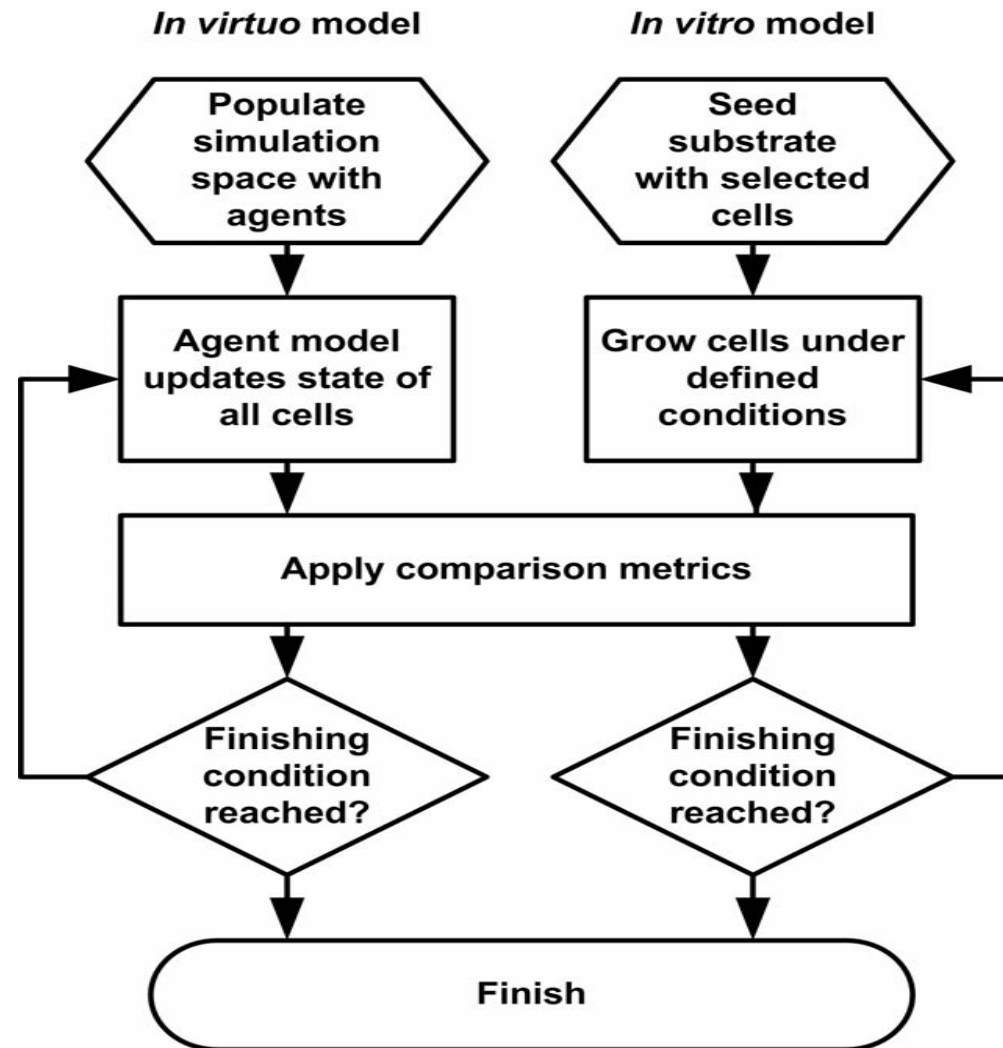 In virtuo model
In vitro model
Populate
simulation
space with
agents
Seed
substrate
with selected
cells
Agent model
updates state of
all cells
Grow cells under
defined
conditions
Apply comparison metrics
Finishing
condition
reached?
Finishing
condition
reached?
Finish